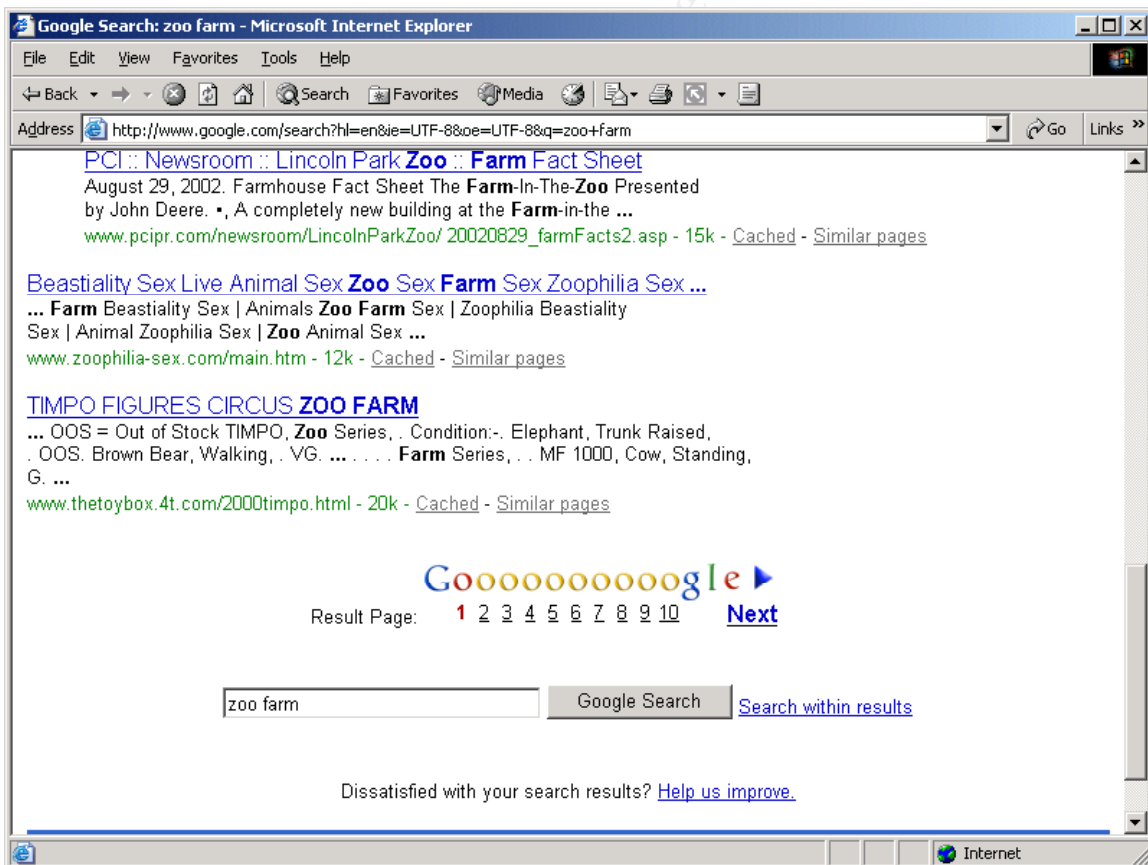 Google Search: zoo farm - Microsoft Internet Explorer
File Edit View Favorites Tools Help
Back Search Favorites Media
Address http://www.google.com/search?hl=en&ie=UTF-8&oe=UTF-8&q=zoo+farm Go Links »
PCI :: Newsroom :: Lincoln Park Zoo :: Farm Fact Sheet
August 29, 2002. Farmhouse Fact Sheet The Farm-In-The-Zoo Presented
by John Deere. •, A completely new building at the Farm-in-the ...
www.pcipr.com/newsroom/LincolnParkZoo/ 20020829_farmFacts2.asp - 15k - Cached - Similar pages
Beastiality Sex Live Animal Sex Zoo Sex Farm Sex Zoophilia Sex ...
... Farm Beastiality Sex | Animals Zoo Farm Sex | Zoophilia Beastiality
Sex | Animal Zoophilia Sex | Zoo Animal Sex ...
www.zoophilia-sex.com/main.htm - 12k - Cached - Similar pages
TIMPO FIGURES CIRCUS ZOO FARM
... OOS = Out of Stock TIMPO, Zoo Series, . Condition:-. Elephant, Trunk Raised,
. OOS. Brown Bear, Walking, . VG. ... . . . . Farm Series, . . MF 1000, Cow, Standing,
G. ...
www.thetoybox.4t.com/2000timpo.html - 20k - Cached - Similar pages
Goooooooooogle
Result Page: 1 2 3 4 5 6 7 8 9 10 Next
zoo farm Google Search Search within results
Dissatisfied with your search results? Help us improve.
Internet